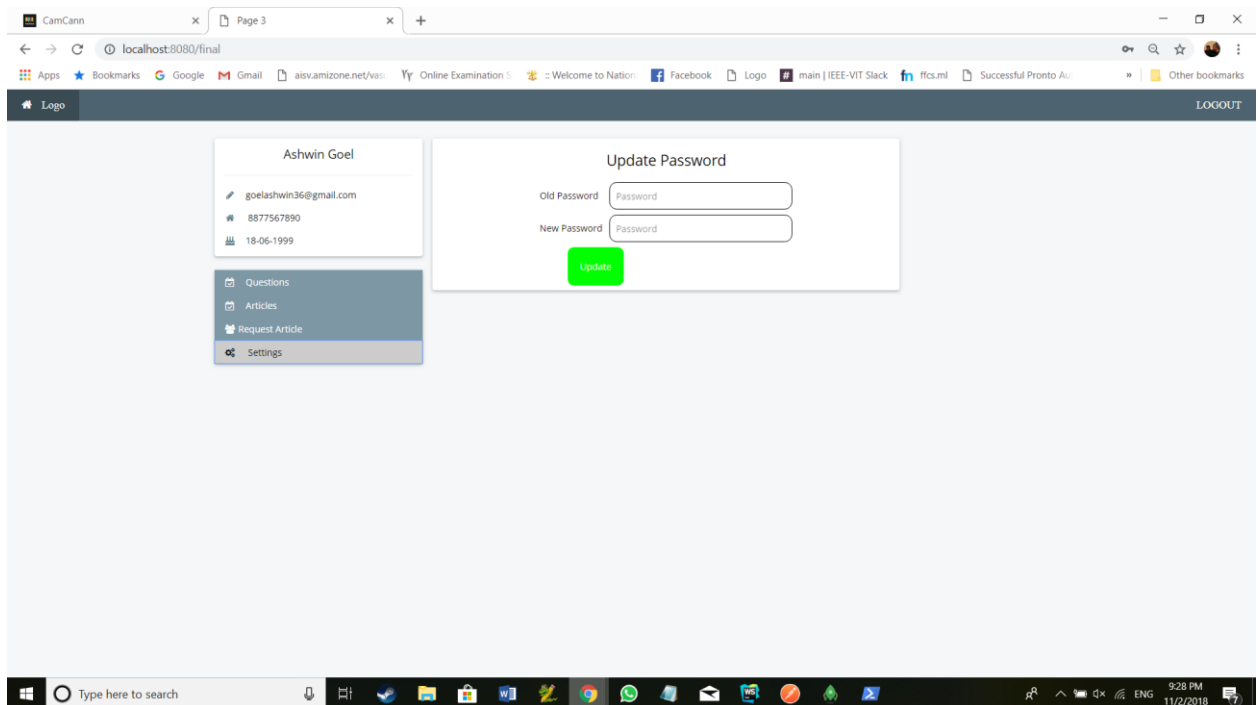 CamCann
Page 3
localhost:8080/final
Apps Bookmarks Google Gmail aisv.amizone.net/vas Online Examination S :: Welcome to Nation Facebook Logo main | IEEE-VIT Slack ffcs.ml Successful Pronto Au » Other bookmarks
Logo LOGOUT
Ashwin Goel
goelashwin36@gmail.com
8877567890
18-06-1999
Questions
Articles
Request Article
Settings
Update Password
Old Password Password
New Password Password
Update
Type here to search
ENG
9:28 PM
11/2/2018
7